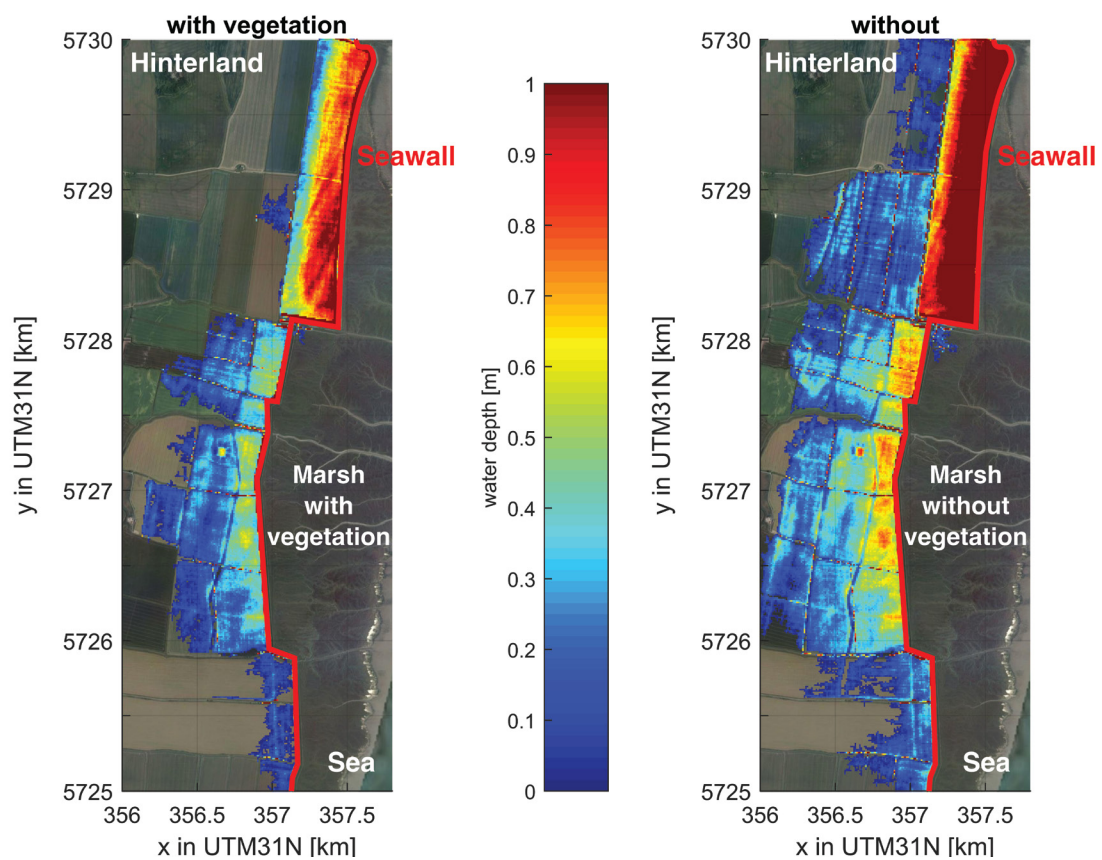 with vegetation
5730
5729
5728
5727
5726
5725
y in UTM31N [km]
Hinterland
Seawall
Marsh
with
vegetation
Sea
356
356.5
357
357.5
x in UTM31N [km]
1
0.9
0.8
0.7
0.6
0.5
0.4
0.3
0.2
0.1
0
water depth [m]
without
5730
5729
5728
5727
5726
5725
y in UTM31N [km]
Hinterland
Seawall
Marsh
without
vegetation
Sea
356
356.5
357
357.5
x in UTM31N [km]